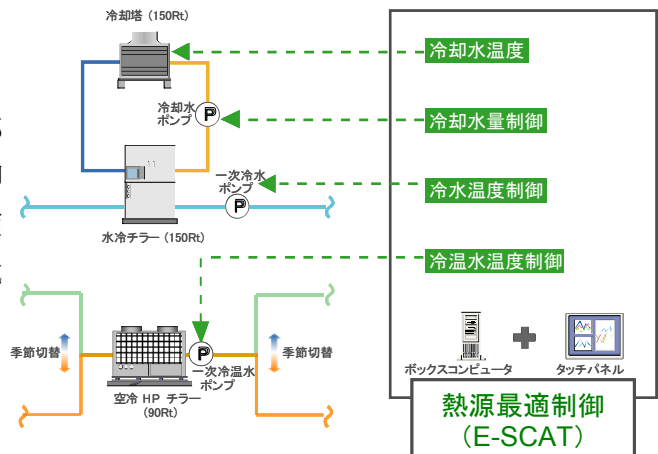 冷却塔 (150Rt)
冷却水
ポンプ
P
一次冷水
ポンプ
P
水冷チラー (150Rt)
季節切替
P
一次冷温水
ポンプ
季節切替
空冷 HP チラー
(90Rt)
冷却水温度
冷却水量制御
冷水温度制御
冷温水温度制御
ボックスコンピュータ
タッチパネル
熱源最適制御
(E-SCAT)